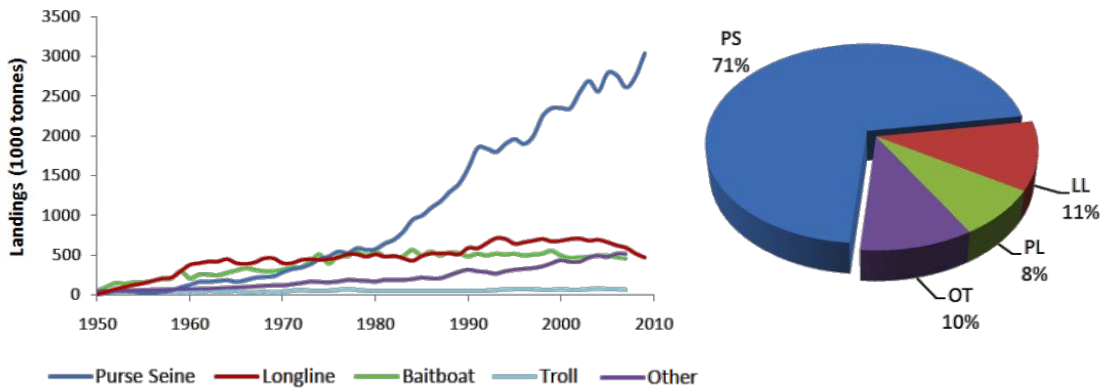 Landings (1000 tonnes)
3500
3000
2500
2000
1500
1000
500
0
1950 1960 1970 1980 1990 2000 2010
Purse Seine Longline Baitboat Troll Other
PS
71%
LL
11%
PL
8%
OT
10%